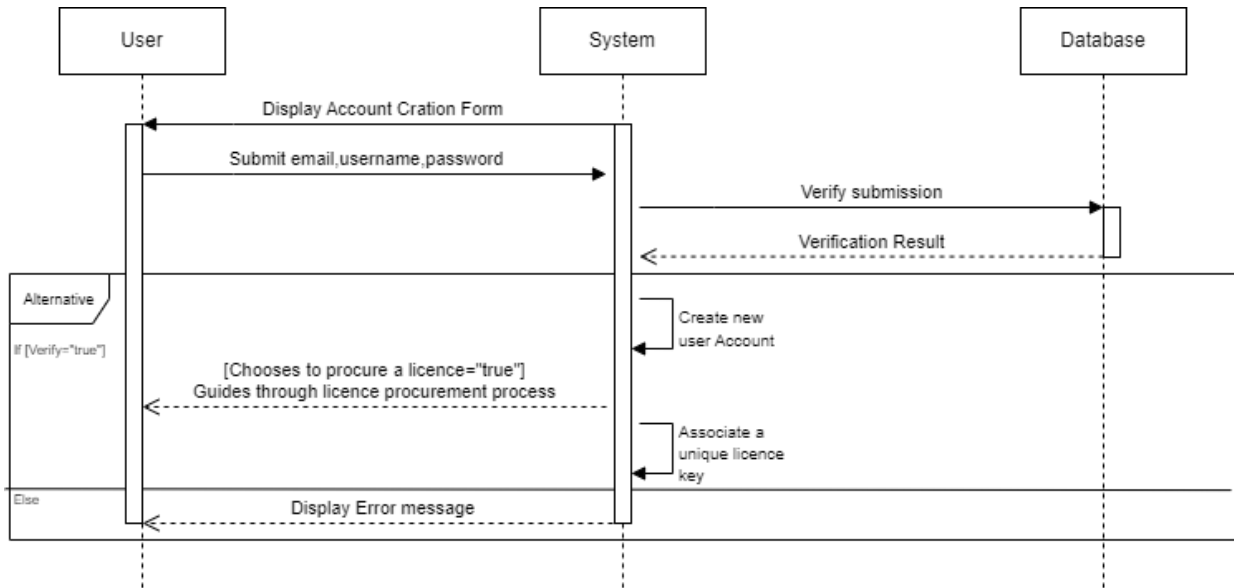 User
System
Database
Display Account Cration Form
Submit email,username,password
Verify submission
Verification Result
Alternative
If [Verify="true"]
Create new
user Account
[Chooses to procure a licence="true"]
Guides through licence procurement process
Associate a
unique licence
key
Else
Display Error message